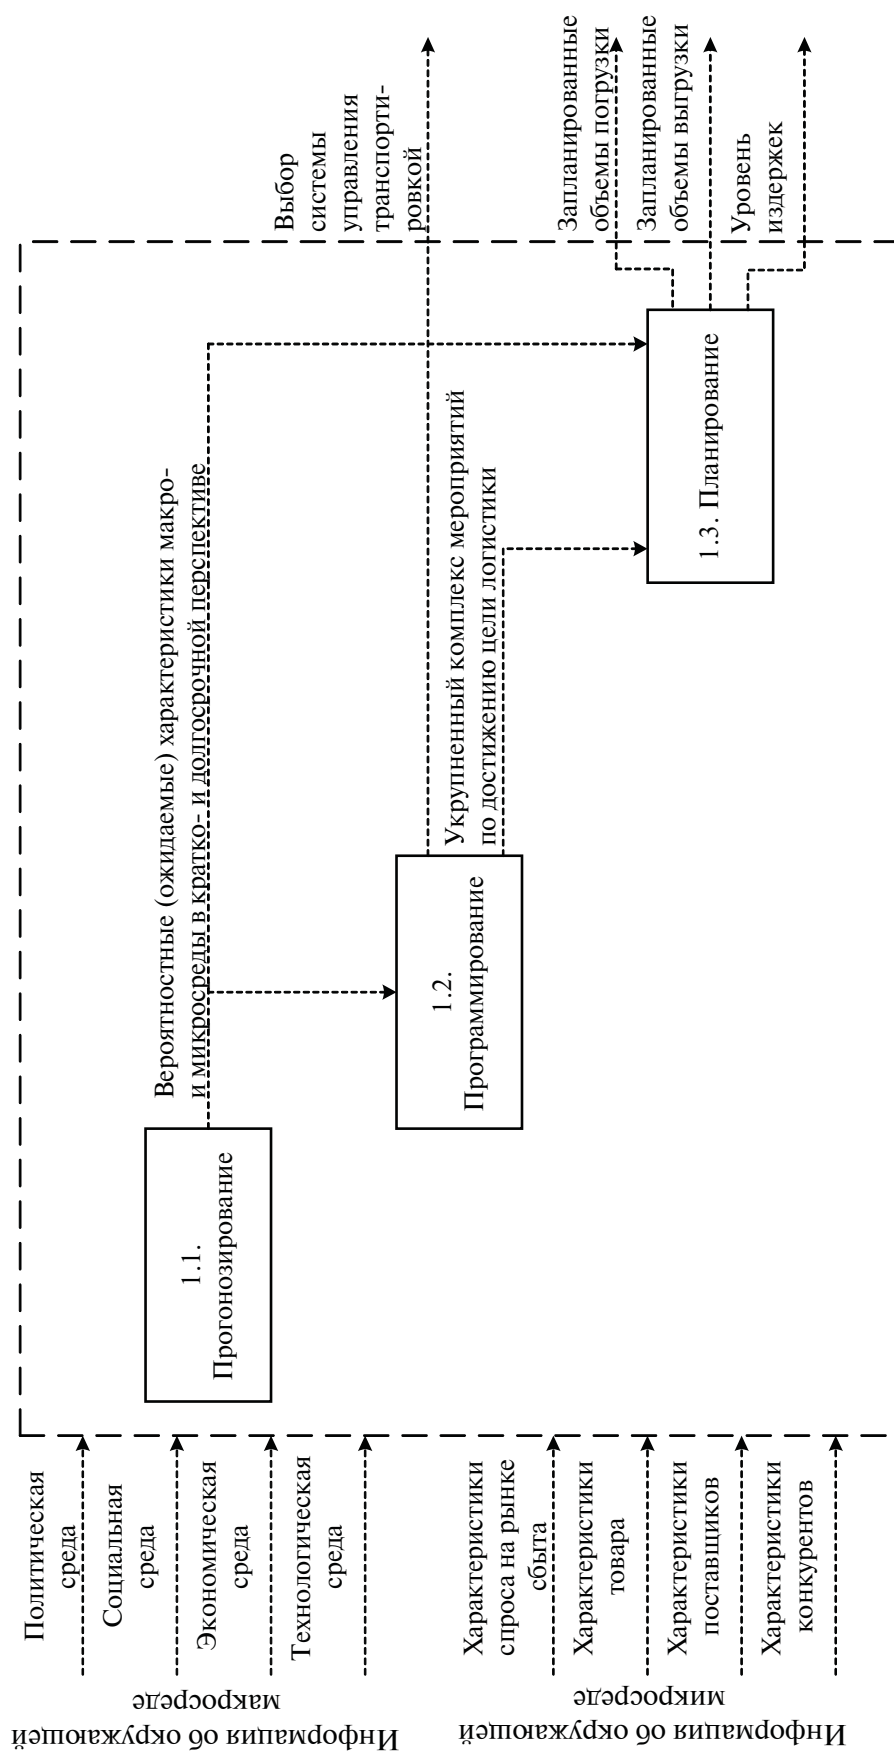 Информация об окружающей
макросреде
Политическая
среда
Социальная
среда
Экономическая
среда
Технологическая
среда
Информация об окружающей
микросреде
Характеристики
спроса на рынке
сбыта
Характеристики
товара
Характеристики
поставщиков
Характеристики
конкурентов
1.1.
Прогонозирование
Вероятностные (ожидаемые) характеристики макро-
и микросреды в кратко- и долгосрочной перспективе
1.2.
Программирование
Укрупненный комплекс мероприятий
по достижению цели логистики
1.3. Планирование
Выбор
системы
управления
транспорти-
ровкой
Запланированные
объемы погрузки
Запланированные
объемы выгрузки
Уровень
издержек